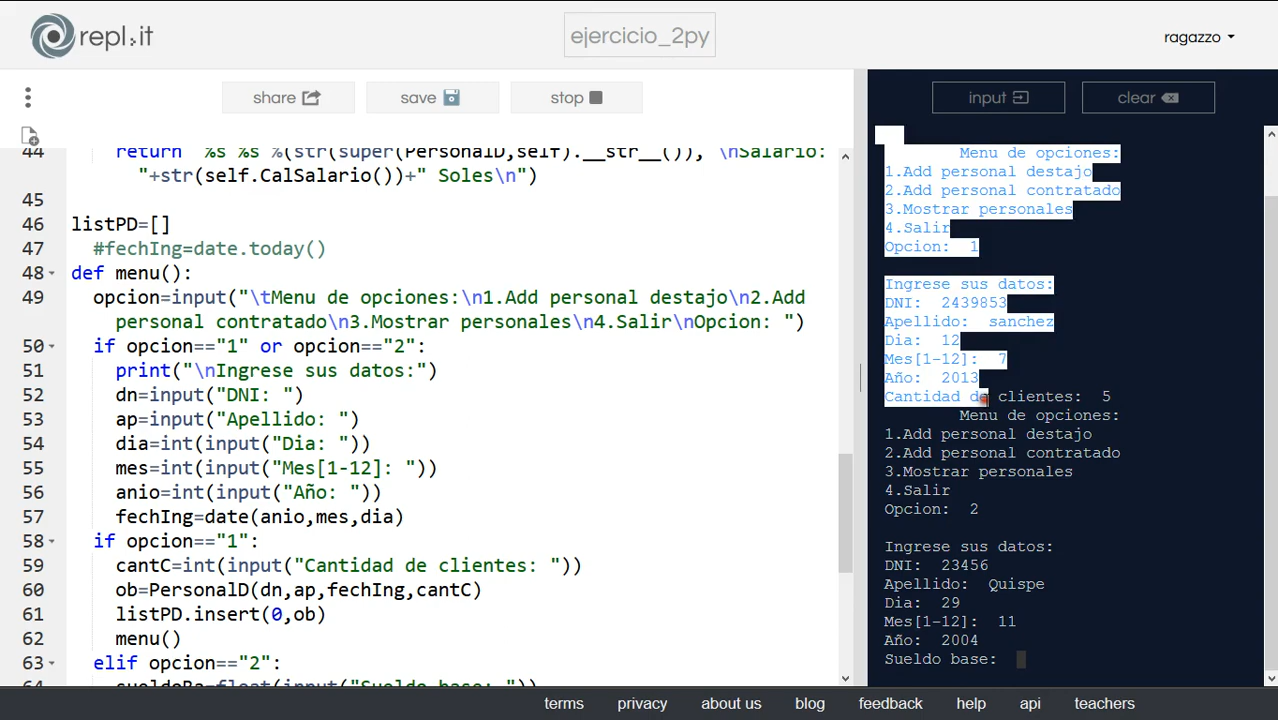 repl.it
ejercicio_2py
ragazzo
share
save
stop
input
clear
44 return %s %s %(str(super(PersonalD,self).__str__()), \nSalario:
"+str(self.CalSalario())+" Soles\n")
45
46 listPD=[]
47 #fechIng=date.today()
48 def menu():
49 opcion=input("\tMenu de opciones:\n1.Add personal destajo\n2.Add
personal contratado\n3.Mostrar personales\n4.Salir\nOpcion: ")
50 if opcion=="1" or opcion=="2":
51 print("\nIngrese sus datos:")
52 dn=input("DNI: ")
53 ap=input("Apellido: ")
54 dia=int(input("Dia: "))
55 mes=int(input("Mes[1-12]: "))
56 anio=int(input("Año: "))
57 fechIng=date(anio,mes,dia)
58 if opcion=="1":
59 cantC=int(input("Cantidad de clientes: "))
60 ob=PersonalD(dn,ap,fechIng,cantC)
61 listPD.insert(0,ob)
62 menu()
63 elif opcion=="2":
64 sueldoBa=float(input("Sueldo base: "))
Menu de opciones:
1.Add personal destajo
2.Add personal contratado
3.Mostrar personales
4.Salir
Opcion: 1
Ingrese sus datos:
DNI: 2439853
Apellido: sanchez
Dia: 12
Mes[1-12]: 7
Año: 2013
Cantidad de clientes: 5
Menu de opciones:
1.Add personal destajo
2.Add personal contratado
3.Mostrar personales
4.Salir
Opcion: 2
Ingrese sus datos:
DNI: 23456
Apellido: Quispe
Dia: 29
Mes[1-12]: 11
Año: 2004
Sueldo base:
terms
privacy
about us
blog
feedback
help
api
teachers